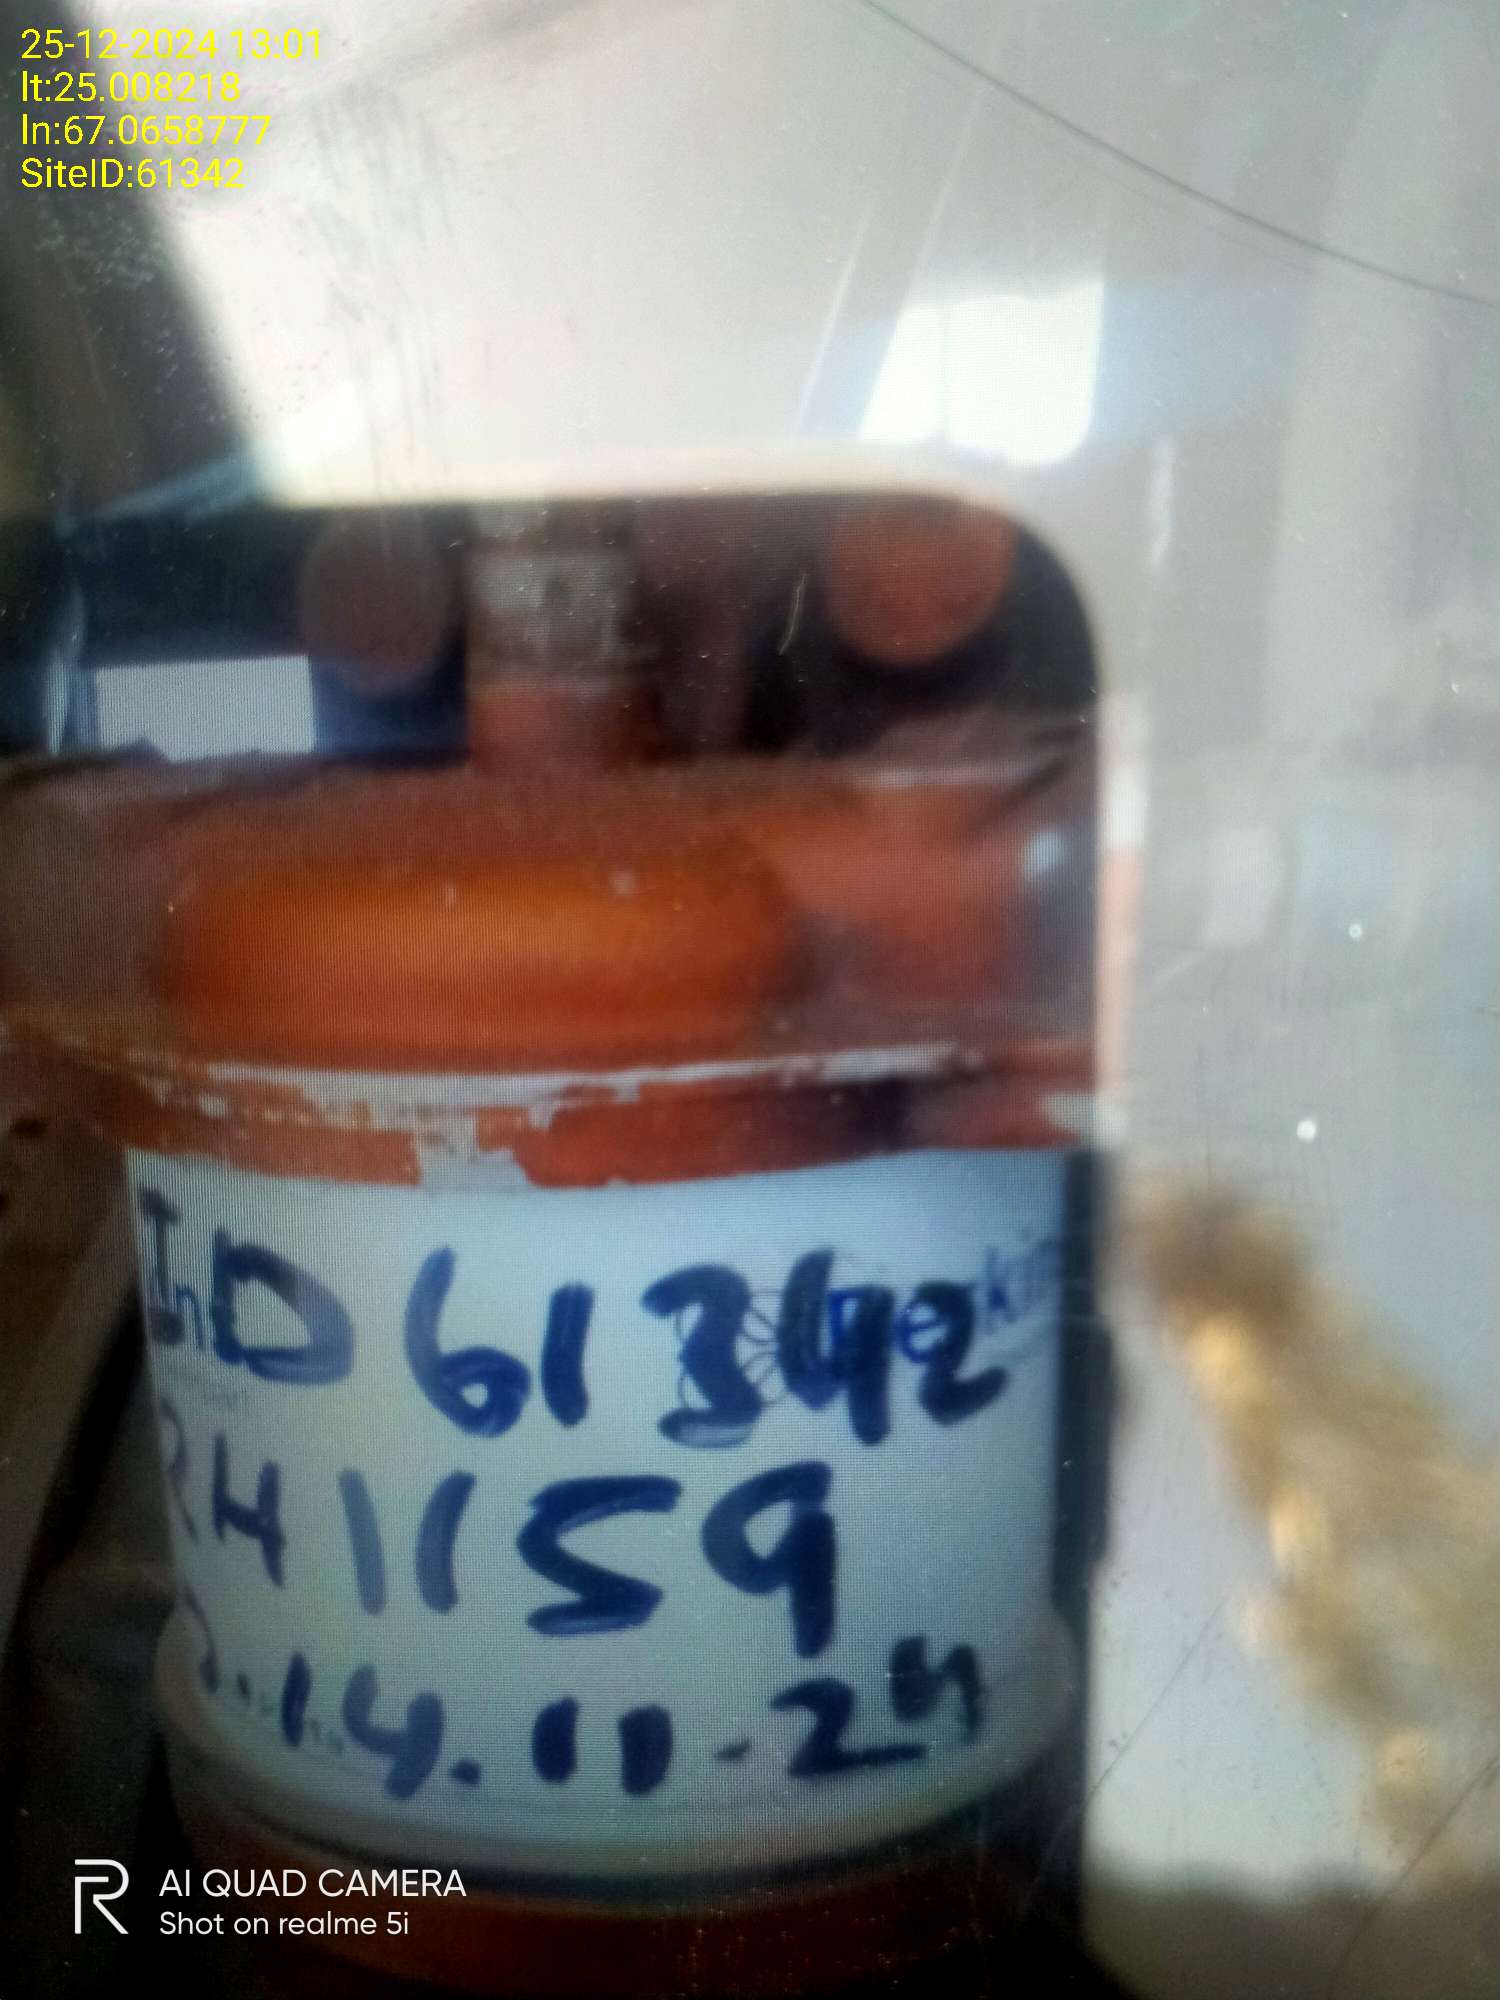 25-12-2024 13:01
lt:25.008218
ln:67.0658777
SiteID:61342
ID 61342
RH 1159
D.14.11-24
AI QUAD CAMERA
Shot on realme 5i